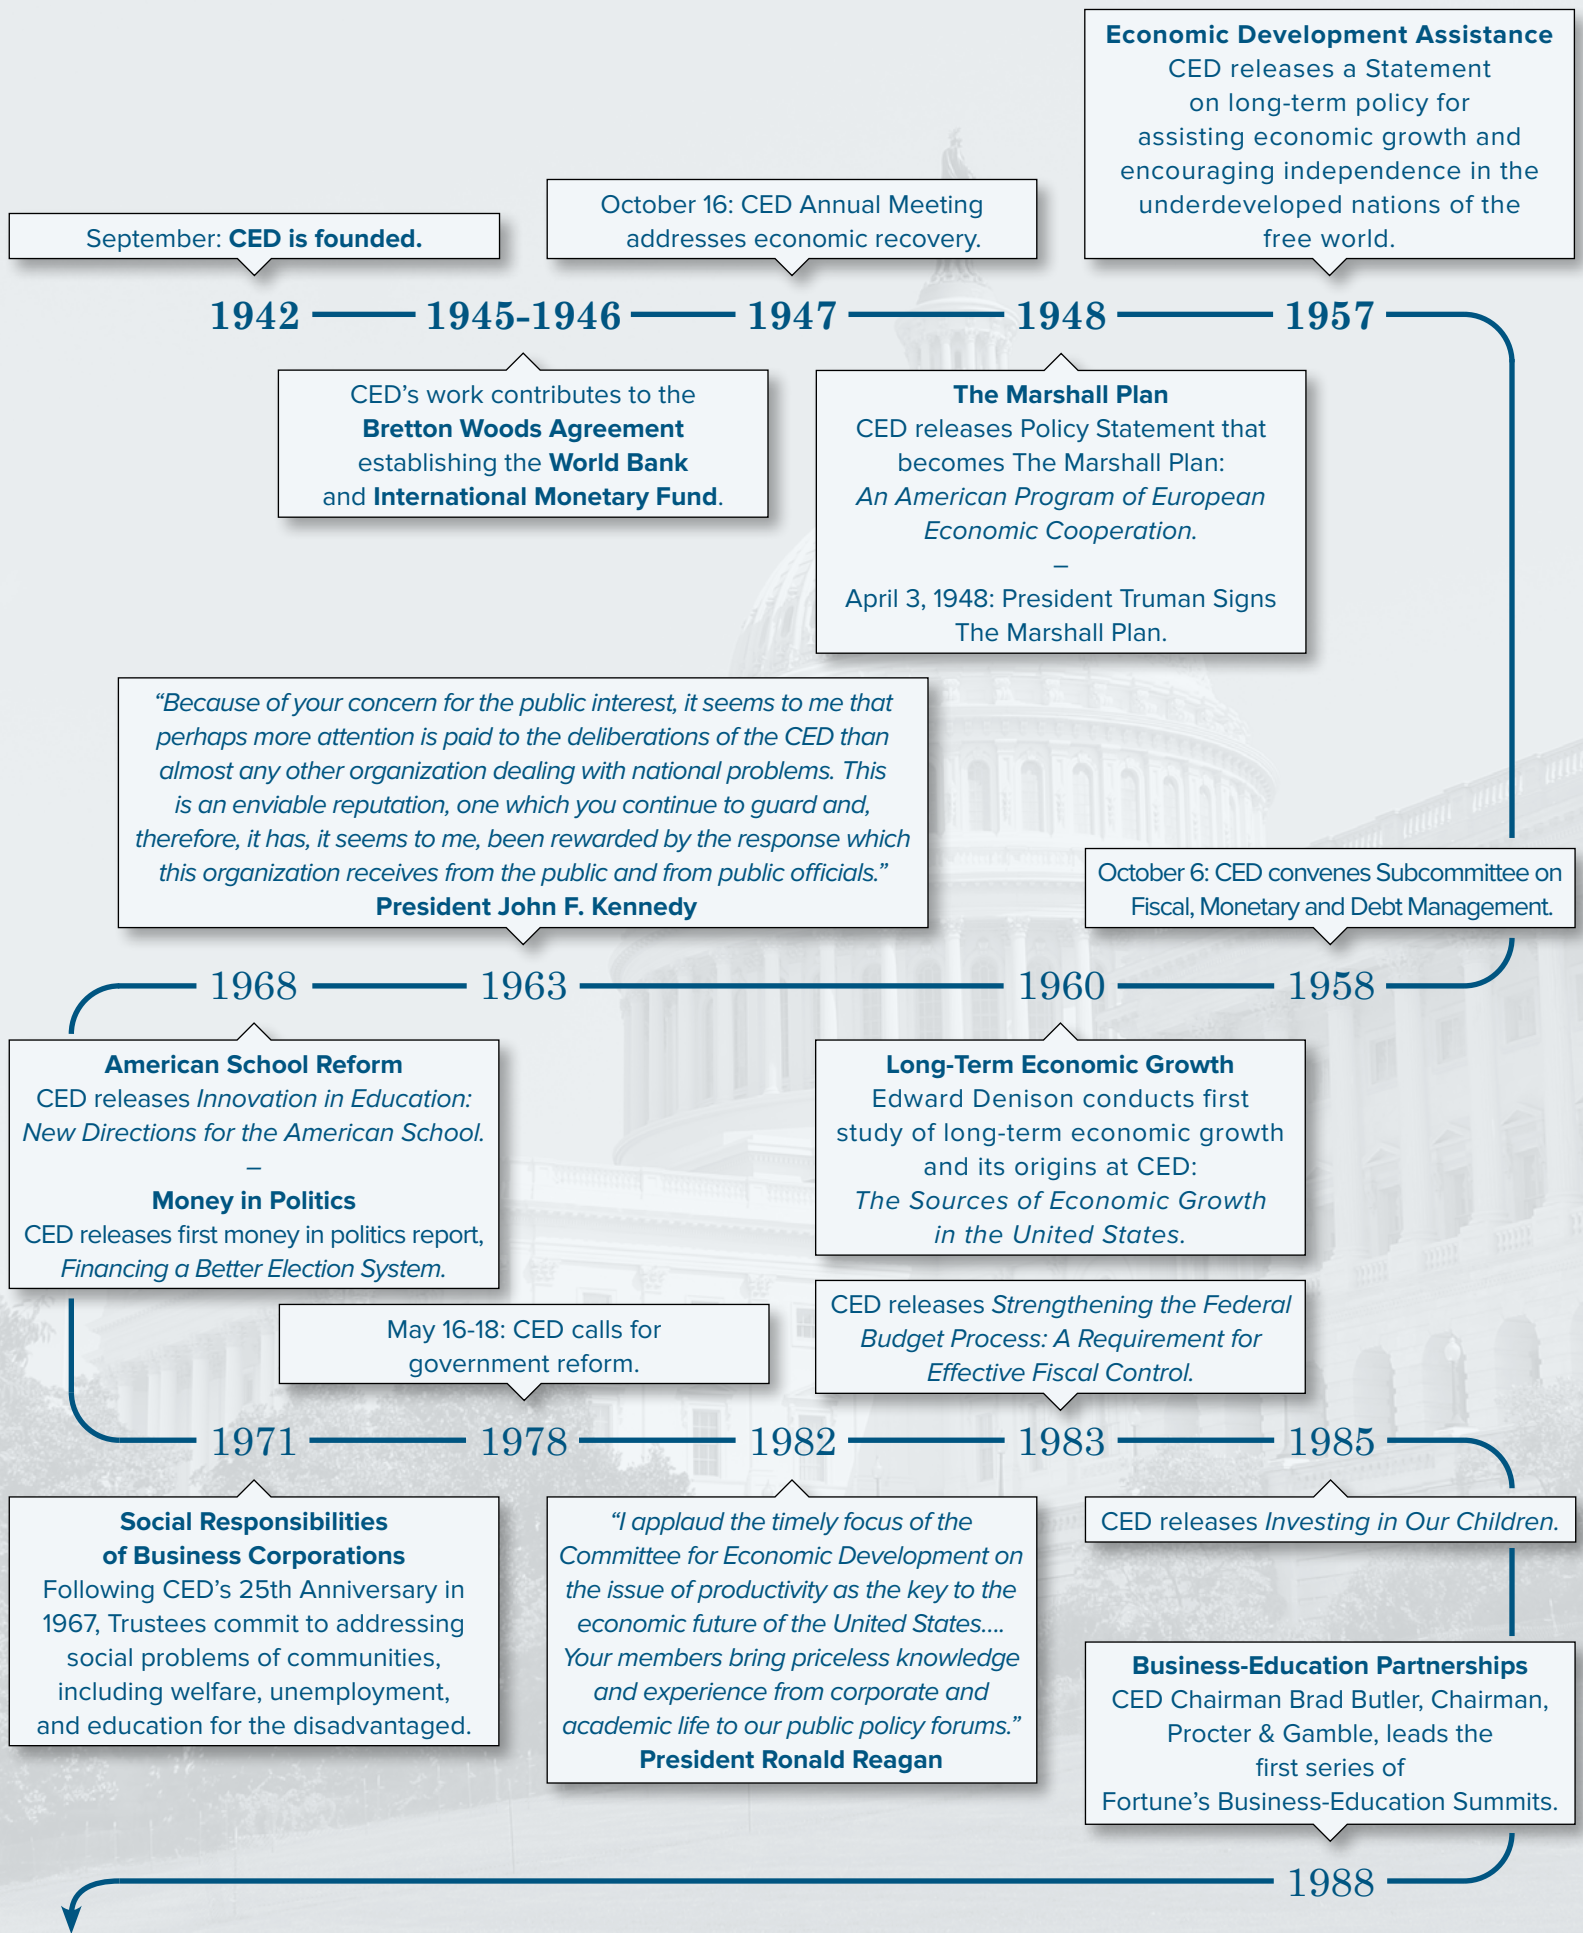 September: CED is founded.
October 16: CED Annual Meeting
addresses economic recovery.
Economic Development Assistance
CED releases a Statement
on long-term policy for
assisting economic growth and
encouraging independence in the
underdeveloped nations of the
free world.
1942
1945-1946
1947
1948
1957
CED’s work contributes to the
Bretton Woods Agreement
establishing the World Bank
and International Monetary Fund.
The Marshall Plan
CED releases Policy Statement that
becomes The Marshall Plan:
An American Program of European
Economic Cooperation.
–
April 3, 1948: President Truman Signs
The Marshall Plan.
October 6: CED convenes Subcommittee on
Fiscal, Monetary and Debt Management.
“Because of your concern for the public interest, it seems to me that
perhaps more attention is paid to the deliberations of the CED than
almost any other organization dealing with national problems. This
is an enviable reputation, one which you continue to guard and,
therefore, it has, it seems to me, been rewarded by the response which
this organization receives from the public and from public officials.”
President John F. Kennedy
1968
1963
1960
1958
American School Reform
CED releases Innovation in Education:
New Directions for the American School.
–
Money in Politics
CED releases first money in politics report,
Financing a Better Election System.
Long-Term Economic Growth
Edward Denison conducts first
study of long-term economic growth
and its origins at CED:
The Sources of Economic Growth
in the United States.
May 16-18: CED calls for
government reform.
CED releases Strengthening the Federal
Budget Process: A Requirement for
Effective Fiscal Control.
1971
1978
1982
1983
1985
Social Responsibilities
of Business Corporations
Following CED’s 25th Anniversary in
1967, Trustees commit to addressing
social problems of communities,
including welfare, unemployment,
and education for the disadvantaged.
“I applaud the timely focus of the
Committee for Economic Development on
the issue of productivity as the key to the
economic future of the United States....
Your members bring priceless knowledge
and experience from corporate and
academic life to our public policy forums.”
President Ronald Reagan
CED releases Investing in Our Children.
Business-Education Partnerships
CED Chairman Brad Butler, Chairman,
Procter & Gamble, leads the
first series of
Fortune’s Business-Education Summits.
1988